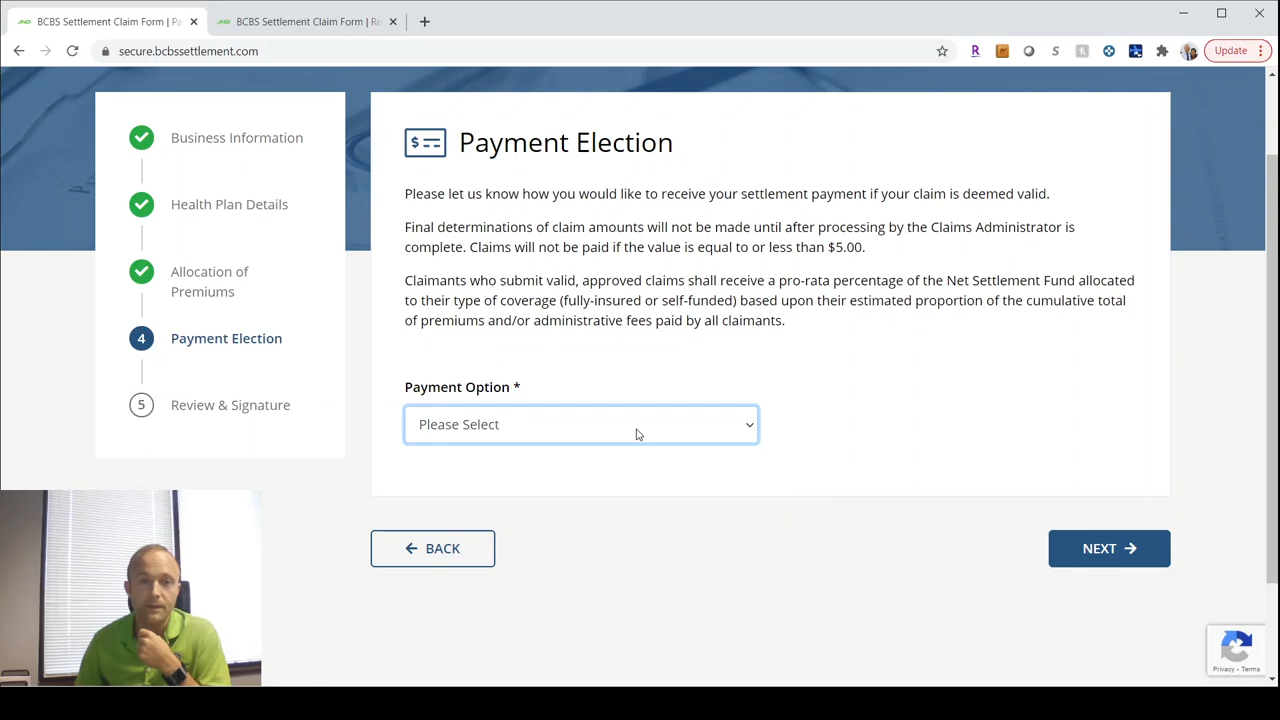 BCBS Settlement Claim Form | Pa
BCBS Settlement Claim Form | Re
secure.bcbssettlement.com
Update
Business Information
Health Plan Details
Allocation of
Premiums
4 Payment Election
5 Review & Signature
Payment Election
Please let us know how you would like to receive your settlement payment if your claim is deemed valid.
Final determinations of claim amounts will not be made until after processing by the Claims Administrator is
complete. Claims will not be paid if the value is equal to or less than $5.00.
Claimants who submit valid, approved claims shall receive a pro-rata percentage of the Net Settlement Fund allocated
to their type of coverage (fully-insured or self-funded) based upon their estimated proportion of the cumulative total
of premiums and/or administrative fees paid by all claimants.
Payment Option *
Please Select
BACK
NEXT
Privacy - Terms